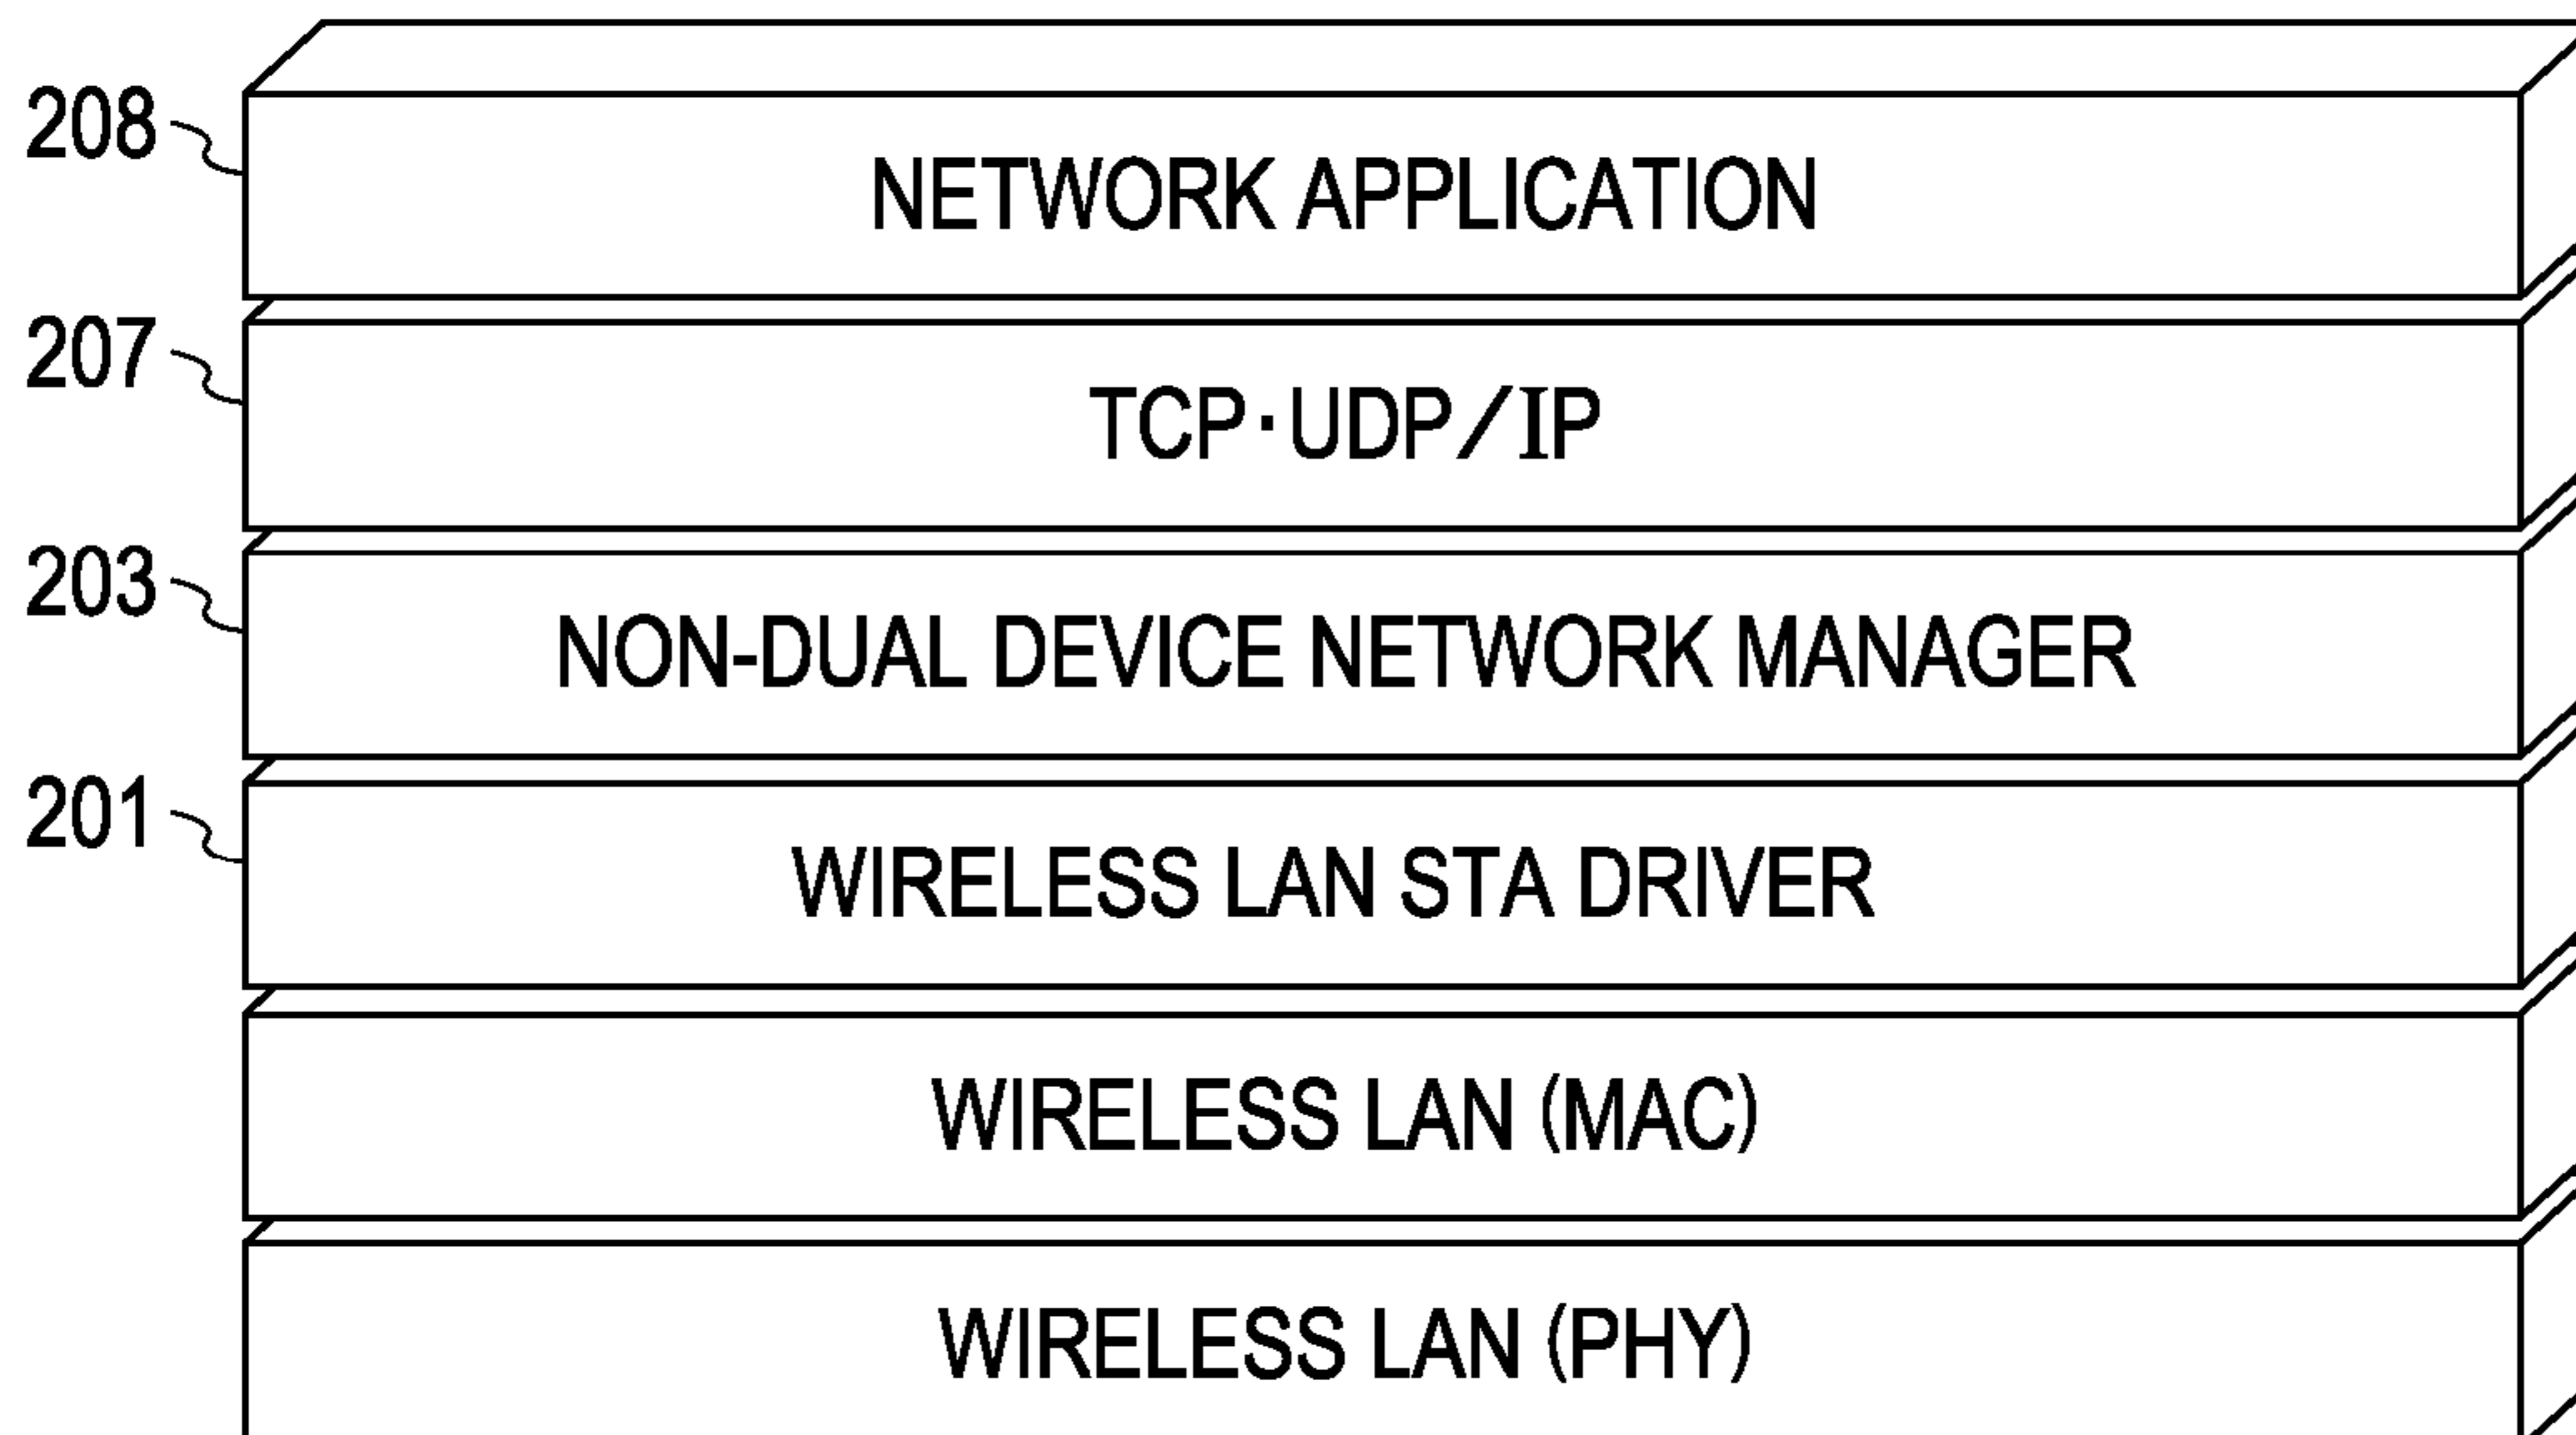 208
NETWORK APPLICATION
207
TCP·UDP/IP
203
NON-DUAL DEVICE NETWORK MANAGER
201
WIRELESS LAN STA DRIVER
WIRELESS LAN (MAC)
WIRELESS LAN (PHY)